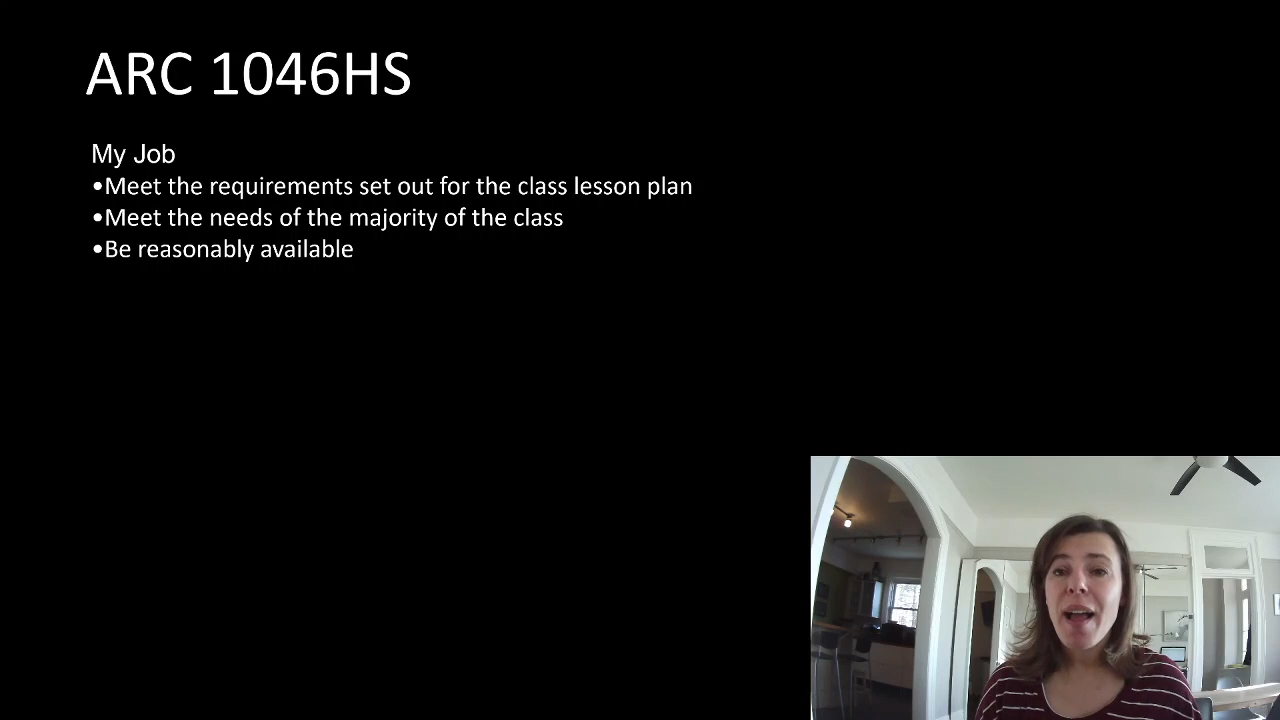 ARC 1046HS
My Job
•Meet the requirements set out for the class lesson plan
•Meet the needs of the majority of the class
•Be reasonably available